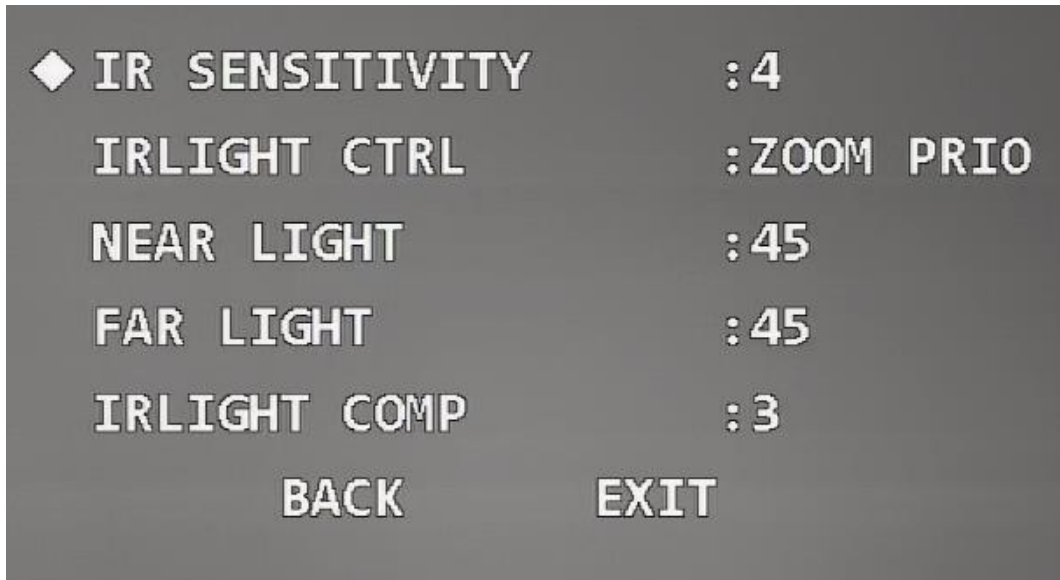 IR SENSITIVITY :4
IRLIGHT CTRL :ZOOM PRIO
NEAR LIGHT :45
FAR LIGHT :45
IRLIGHT COMP :3
BACK EXIT